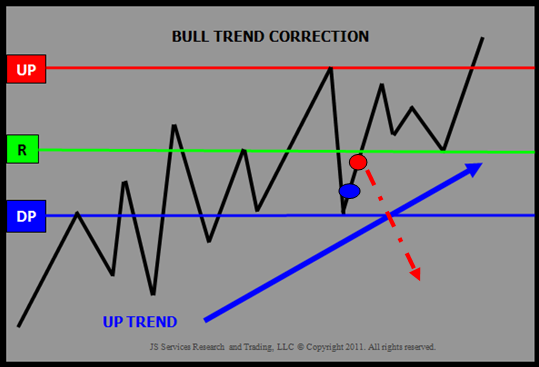 BULL TREND CORRECTION
UP
R
DP
UP TREND
JS Services Research and Trading, LLC © Copyright 2011. All rights reserved.